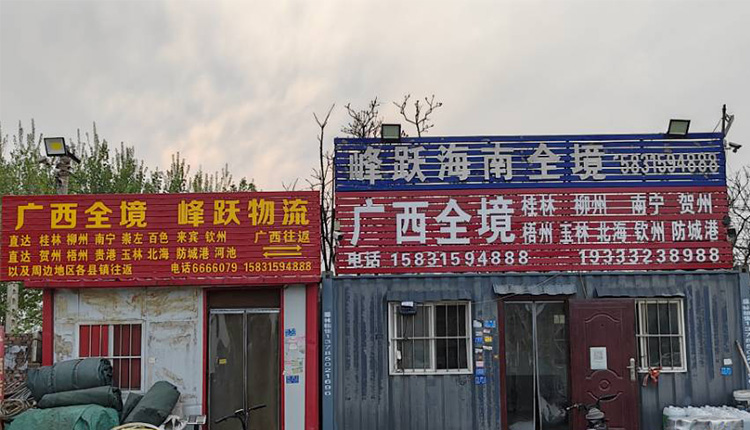 广西全境 峰跃物流
直达 桂林 柳州 南宁 崇左 百色 来宾 钦州 广西往返
直达 贺州 梧州 贵港 玉林 北海 防城港 河池
以及周边地区各县镇往返 电话6666079 15831594888
峰跃海南全境 15831594888
广西全境 桂林 柳州 南宁 贺州
梧州 玉林 北海 钦州 防城港
电话 15831594888 19333238988